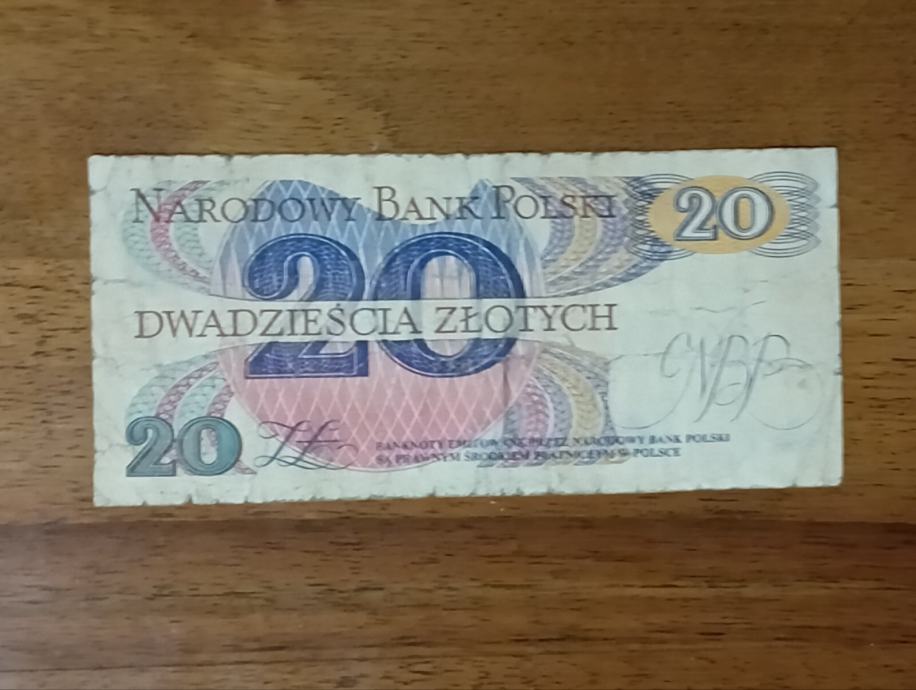 NARODOWY BANK POLSKI
20
20
DWADZIEŚCIA ZŁOTYCH
NBP
20 ZŁ
BANKNOTY EMITOWANE PRZEZ NARODOWY BANK POLSKI
SĄ PRAWNYM ŚRODKIEM PŁATNICZYM W POLSCE